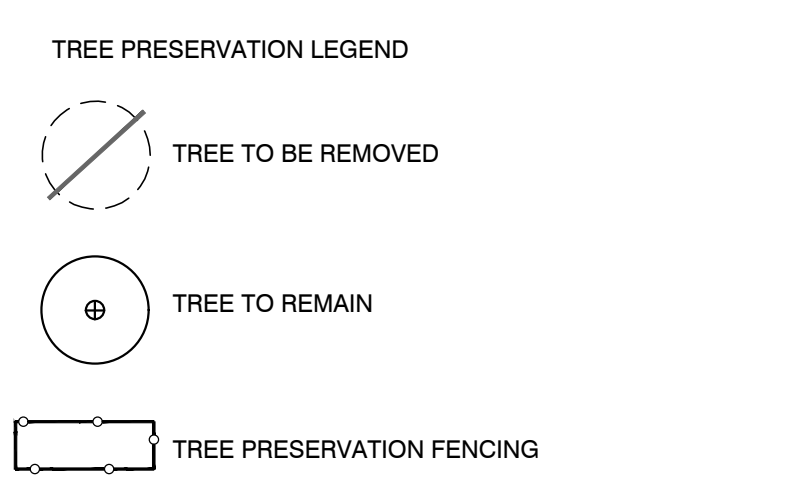 TREE PRESERVATION LEGEND
TREE TO BE REMOVED
TREE TO REMAIN
TREE PRESERVATION FENCING